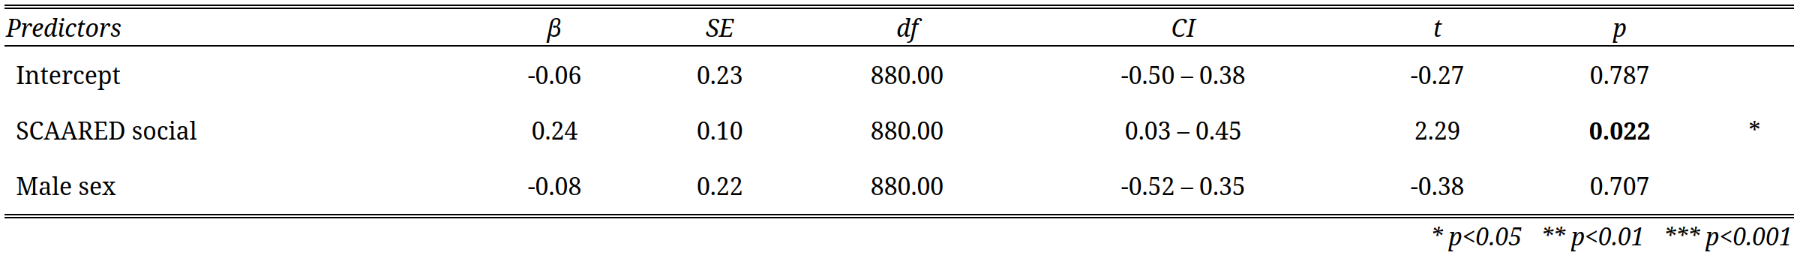 Predictors β SE df CI t p
Intercept -0.06 0.23 880.00 -0.50 – 0.38 -0.27 0.787
SCAARED social 0.24 0.10 880.00 0.03 – 0.45 2.29 0.022 *
Male sex -0.08 0.22 880.00 -0.52 – 0.35 -0.38 0.707
* p<0.05 ** p<0.01 *** p<0.001